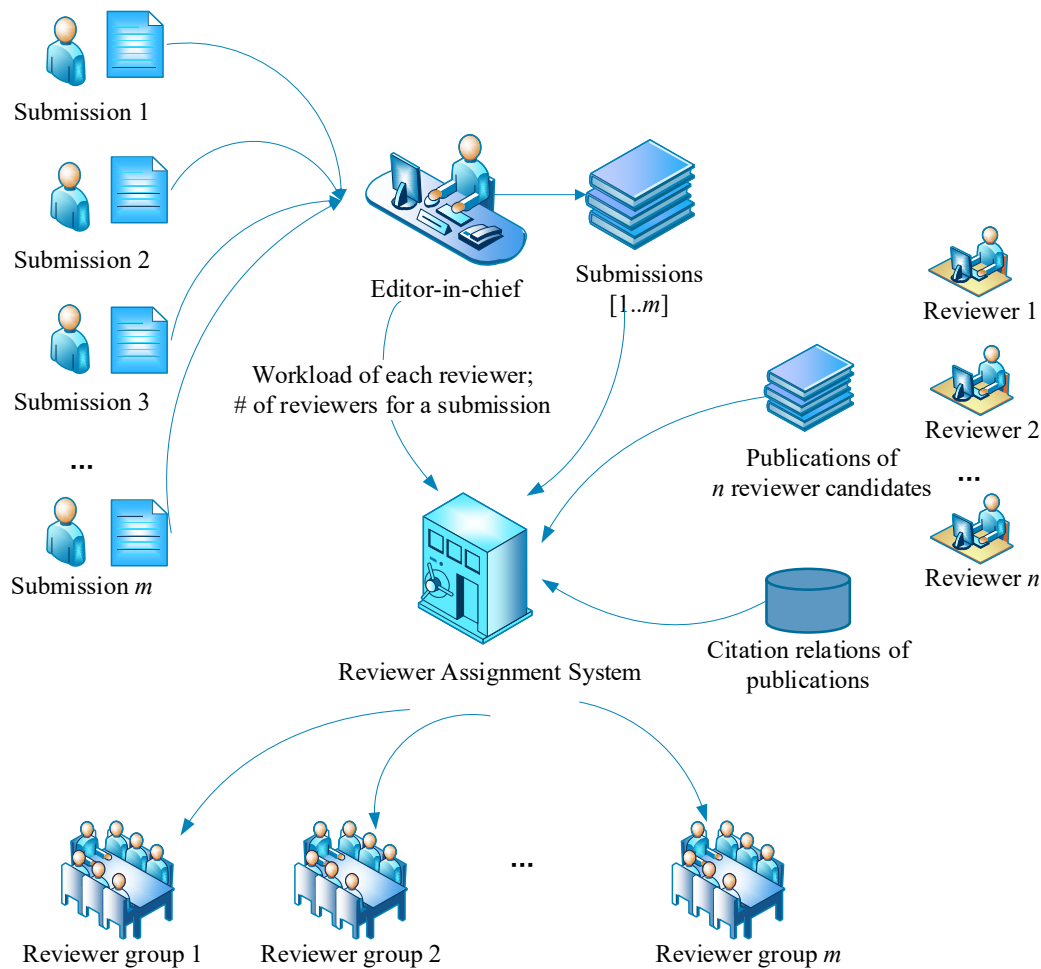 Submission 1
Submission 2
Submission 3
...
Submission m
Editor-in-chief
Submissions
[1..m]
Workload of each reviewer;
# of reviewers for a submission
Reviewer 1
Reviewer 2
...
Reviewer n
Publications of
n reviewer candidates
Citation relations of
publications
Reviewer Assignment System
Reviewer group 1
Reviewer group 2
...
Reviewer group m